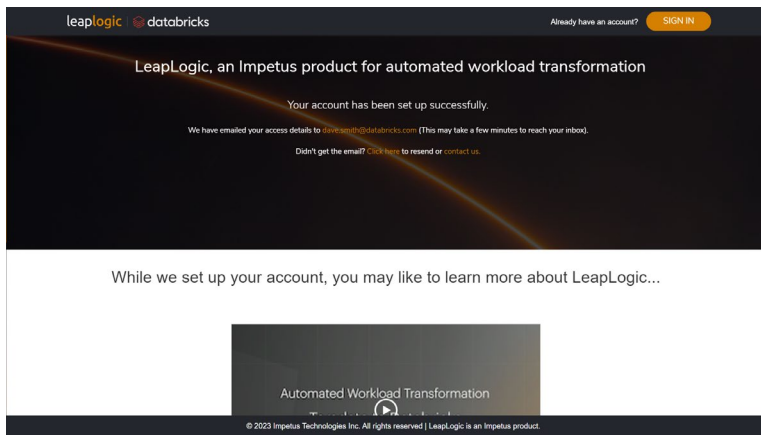 leaplogic databricks Already have an account? SIGN IN
LeapLogic, an Impetus product for automated workload transformation
Your account has been set up successfully.
We have emailed your access details to dave.smith@databricks.com (This may take a few minutes to reach your inbox).
Didn't get the email? Click here to resend or contact us.
While we set up your account, you may like to learn more about LeapLogic...
Automated Workload Transformation
© 2023 Impetus Technologies Inc. All rights reserved | LeapLogic is an Impetus product.